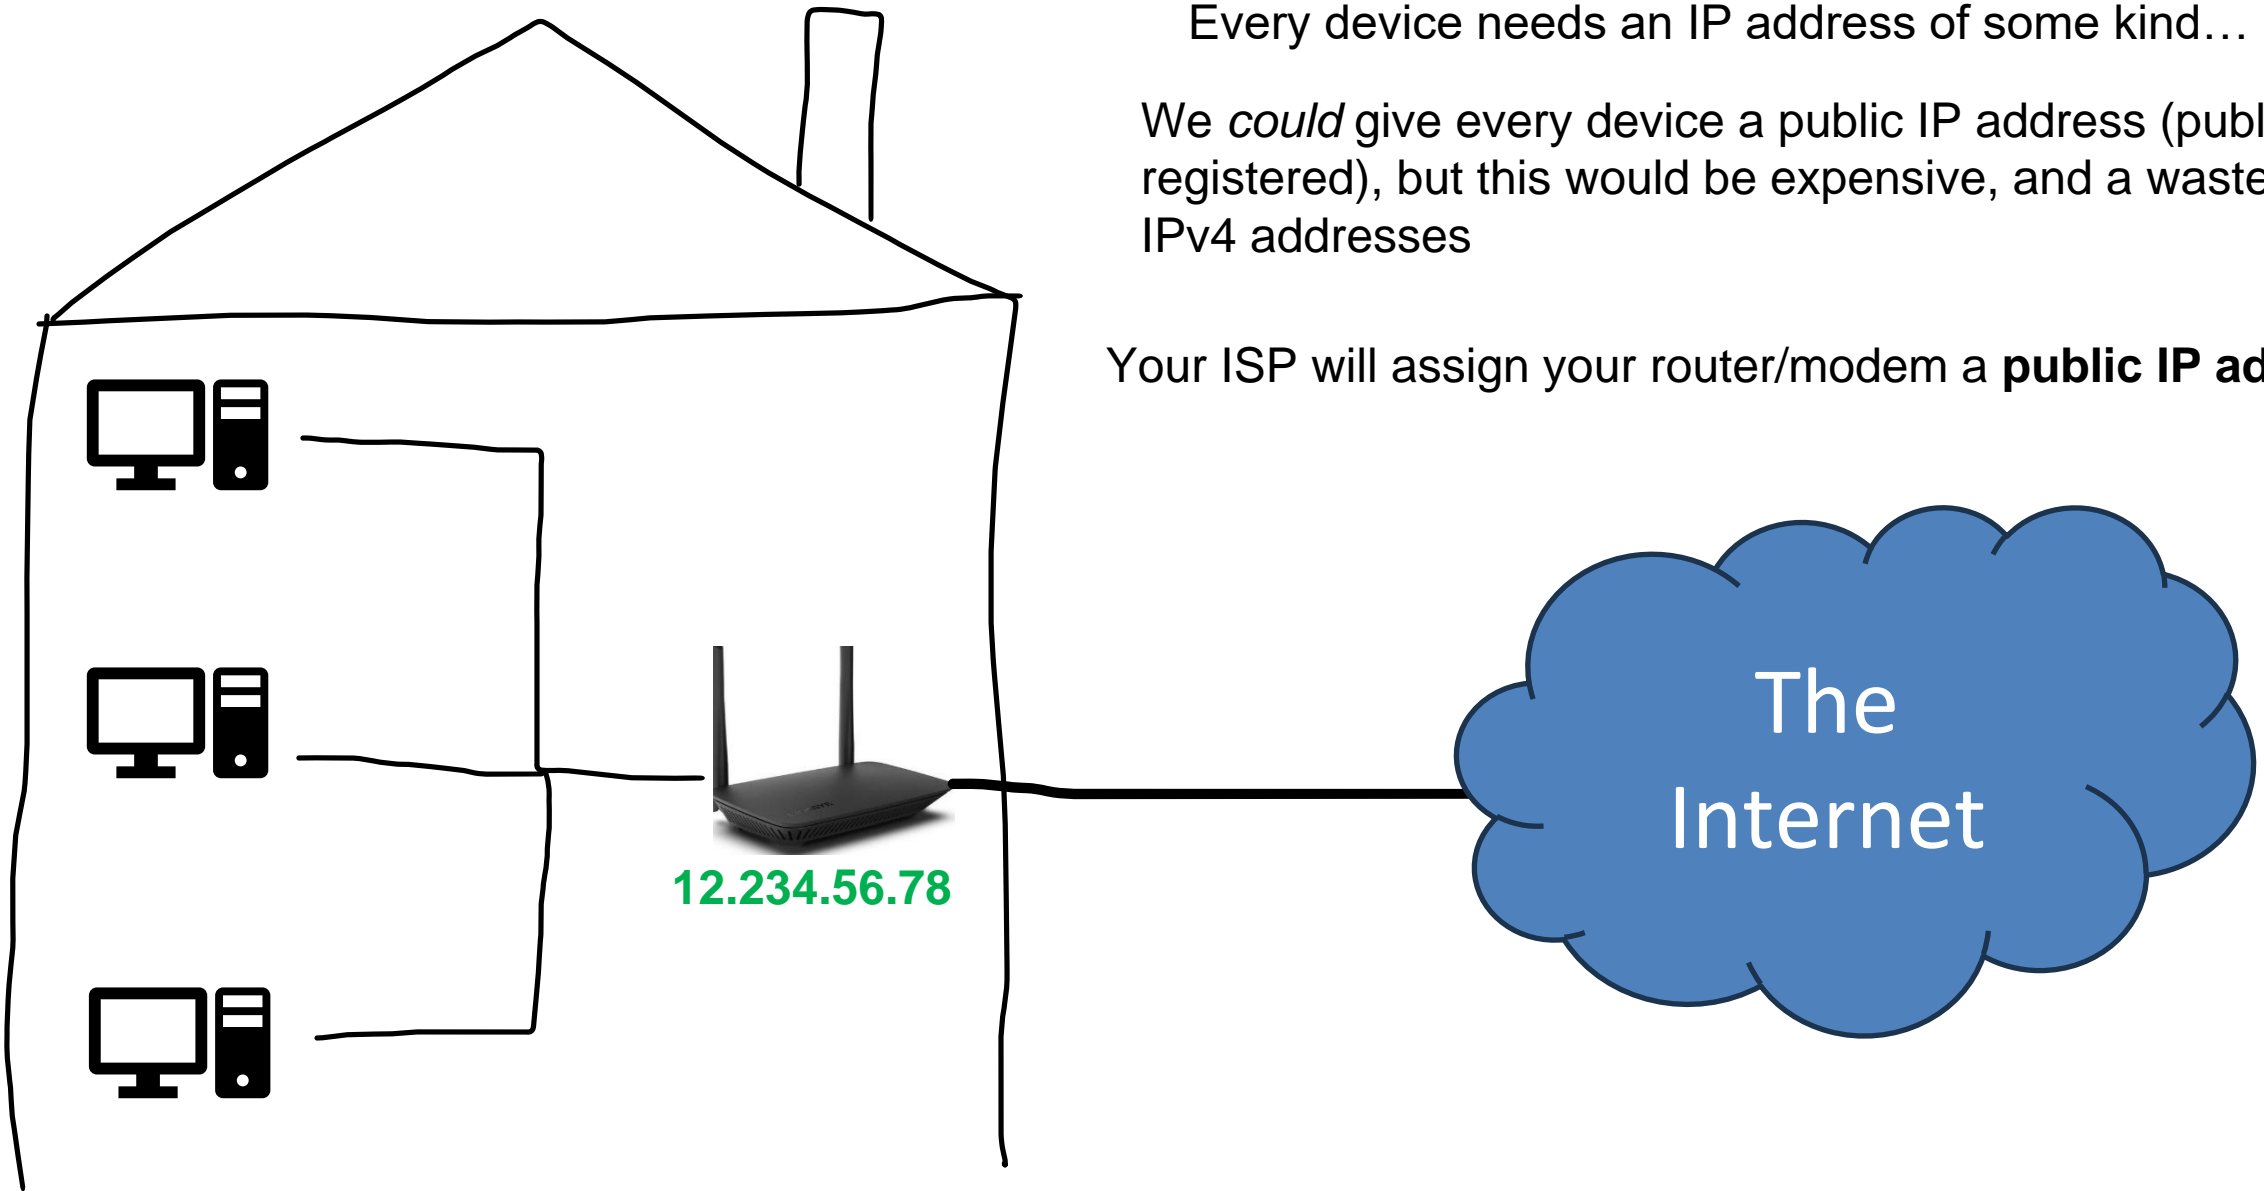 Every device needs an IP address of some kind…
We could give every device a public IP address (publ
registered), but this would be expensive, and a waste
IPv4 addresses
Your ISP will assign your router/modem a public IP ad
The
Internet
12.234.56.78